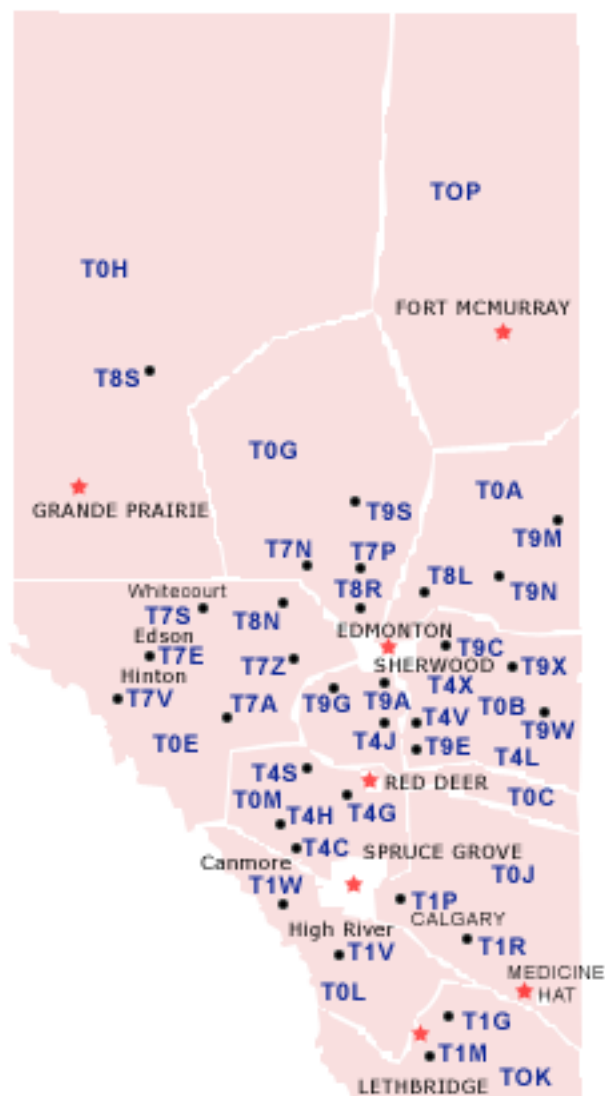 TOP
T0H
FORT MCMURRAY
T8S
T0G
T0A
GRANDE PRAIRIE
T9S
T9M
T7N
T7P
T8L
T9N
Whitecourt
T8R
T7S
T8N
Edson
EDMONTON
T9C
T7E
T7Z
SHERWOOD
T9X
Hinton
T4X
T7V
T7A
T9G
T9A
T0B
T4V
T9W
T0E
T4J
T9E
T4L
T4S
RED DEER
T0M
T4G
T0C
T4H
T4C
SPRUCE GROVE
Canmore
T0J
T1W
T1P
CALGARY
High River
T1R
T1V
MEDICINE
HAT
T0L
T1G
T1M
LETHBRIDGE
TOK